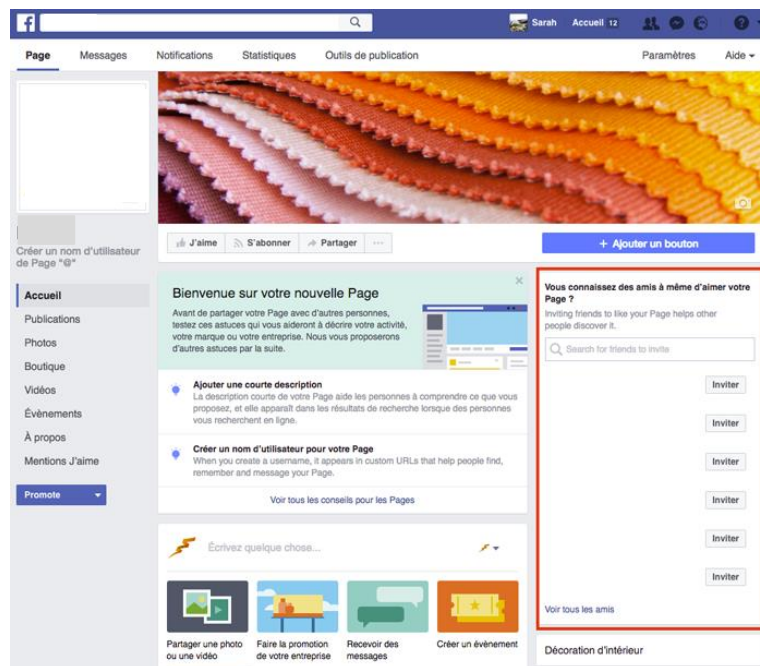 f
Sarah Accueil 12
Page Messages Notifications Statistiques Outils de publication Paramètres Aide
Créer un nom d'utilisateur
de Page "@"
J'aime S'abonner Partager ...
+ Ajouter un bouton
Accueil
Publications
Photos
Boutique
Vidéos
Évènements
À propos
Mentions J'aime
Promote
Bienvenue sur votre nouvelle Page
Avant de partager votre Page avec d'autres personnes,
testez ces astuces qui vous aideront à décrire votre activité,
votre marque ou votre entreprise. Nous vous proposerons
d'autres astuces par la suite.
Ajouter une courte description
La description courte de votre Page aide les personnes à comprendre ce que vous
proposez, et elle apparaît dans les résultats de recherche lorsque des personnes
vous recherchent en ligne.
Créer un nom d'utilisateur pour votre Page
When you create a username, it appears in custom URLs that help people find,
remember and message your Page.
Voir tous les conseils pour les Pages
Écrivez quelque chose...
Partager une photo
ou une vidéo
Faire la promotion
de votre entreprise
Recevoir des
messages
Créer un évènement
Vous connaissez des amis à même d'aimer votre
Page ?
Inviting friends to like your Page helps other
people discover it.
Search for friends to invite
Inviter
Inviter
Inviter
Inviter
Inviter
Inviter
Voir tous les amis
Décoration d'intérieur